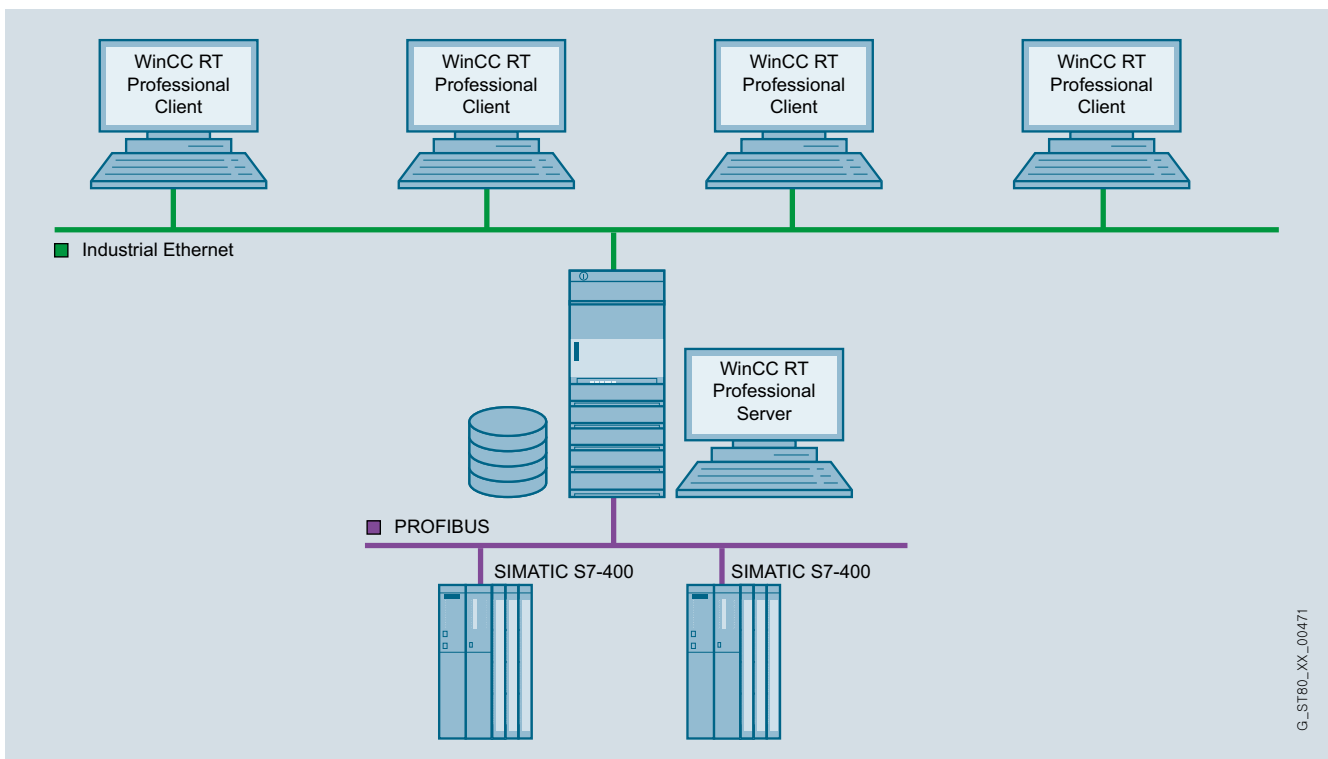 WinCC RT
Professional
Client
WinCC RT
Professional
Client
WinCC RT
Professional
Client
WinCC RT
Professional
Client
Industrial Ethernet
WinCC RT
Professional
Server
PROFIBUS
SIMATIC S7-400
SIMATIC S7-400
G_ST80_XX_00471